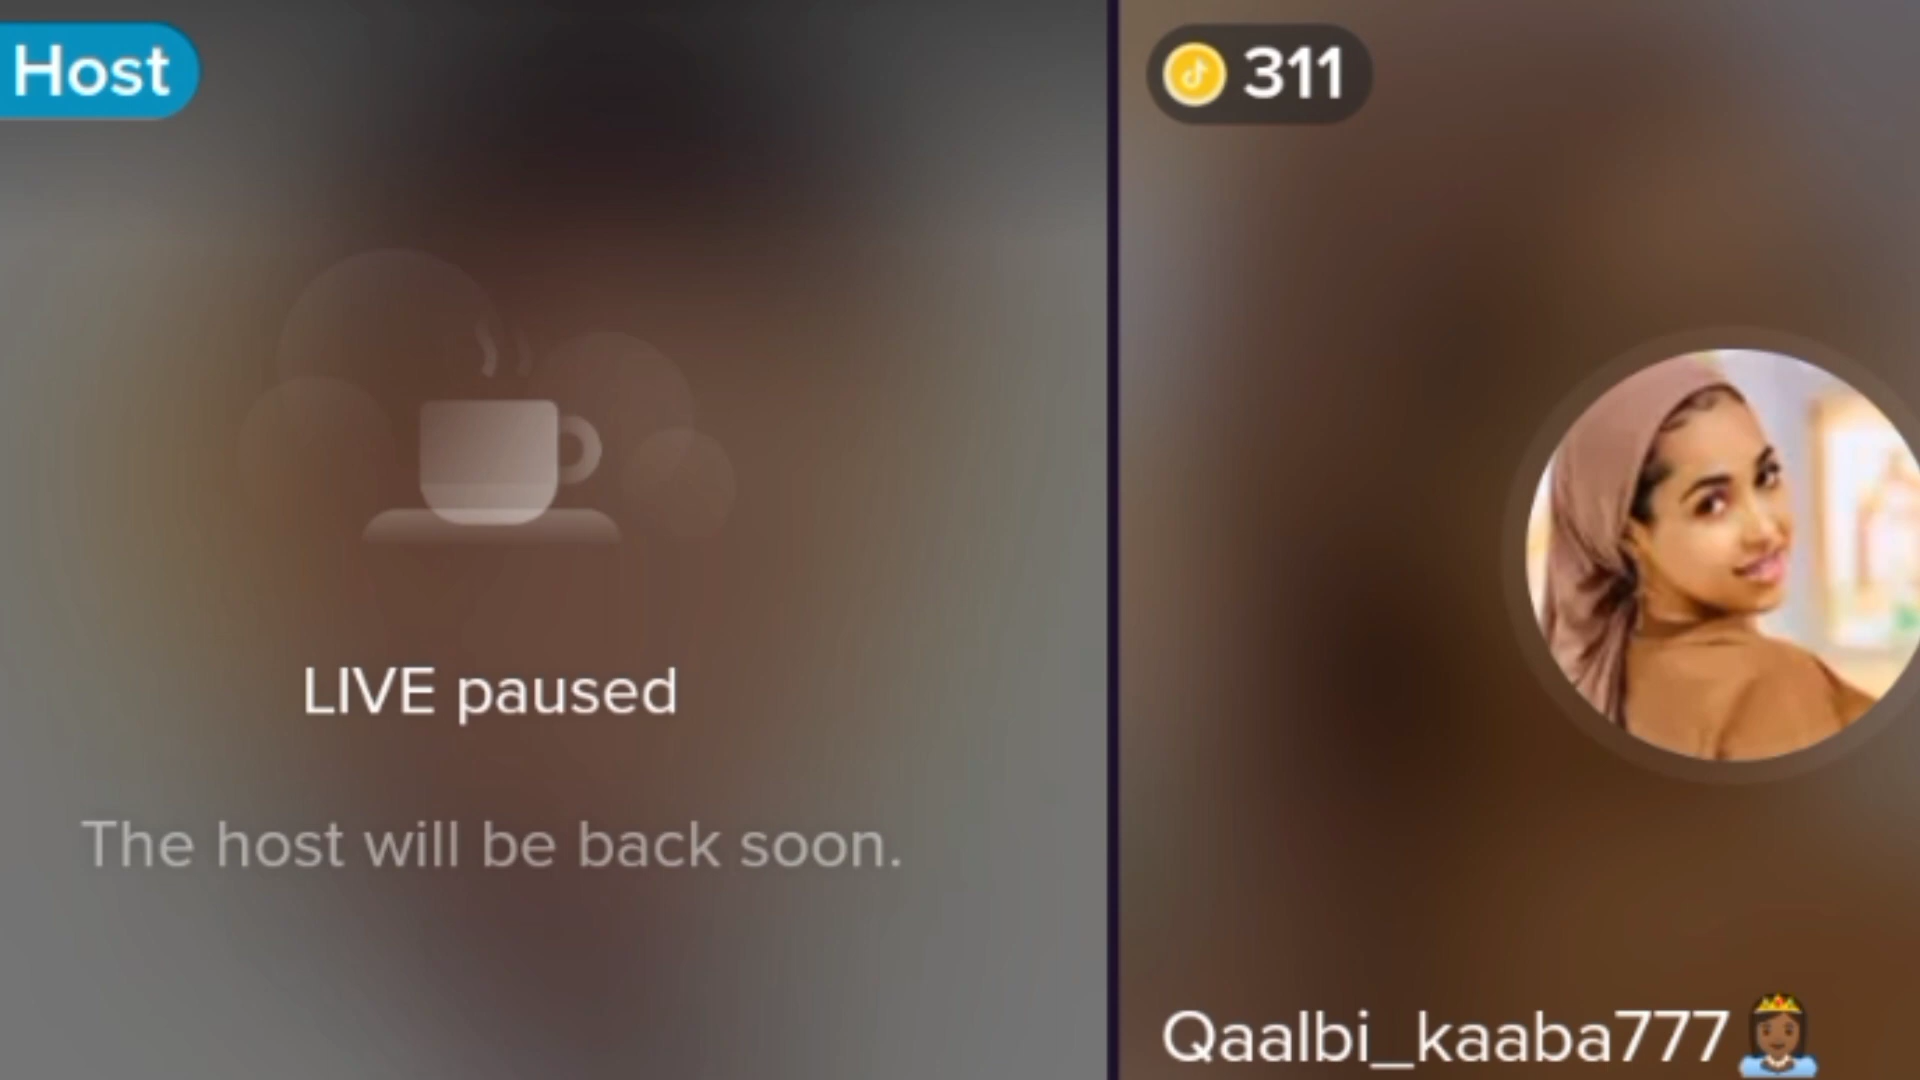 Host
311
LIVE paused
The host will be back soon.
Qaalbi_kaaba777👸🏾